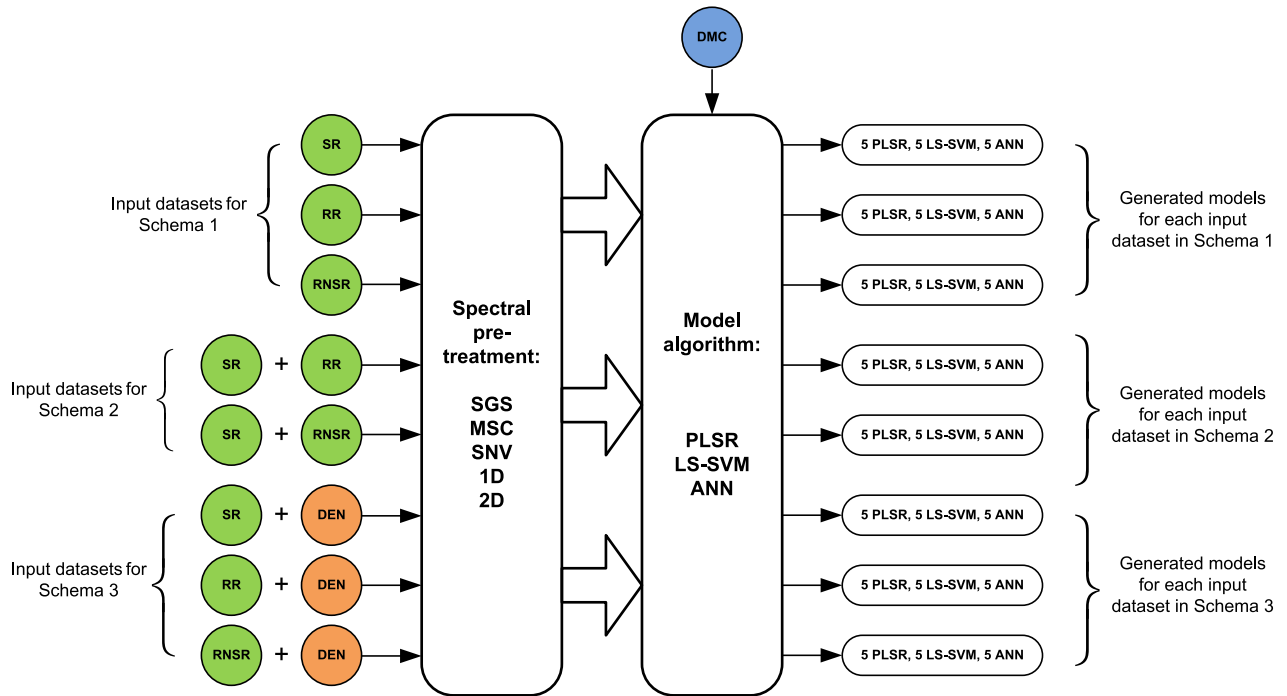 DMC
Input datasets for
Schema 1
SR
RR
RNSR
Input datasets for
Schema 2
SR + RR
SR + RNSR
Input datasets for
Schema 3
SR + DEN
RR + DEN
RNSR + DEN
Spectral
pre-
treatment:
SGS
MSC
SNV
1D
2D
Model
algorithm:
PLSR
LS-SVM
ANN
5 PLSR, 5 LS-SVM, 5 ANN
5 PLSR, 5 LS-SVM, 5 ANN
5 PLSR, 5 LS-SVM, 5 ANN
Generated models
for each input
dataset in Schema 1
5 PLSR, 5 LS-SVM, 5 ANN
5 PLSR, 5 LS-SVM, 5 ANN
Generated models
for each input
dataset in Schema 2
5 PLSR, 5 LS-SVM, 5 ANN
5 PLSR, 5 LS-SVM, 5 ANN
5 PLSR, 5 LS-SVM, 5 ANN
Generated models
for each input
dataset in Schema 3